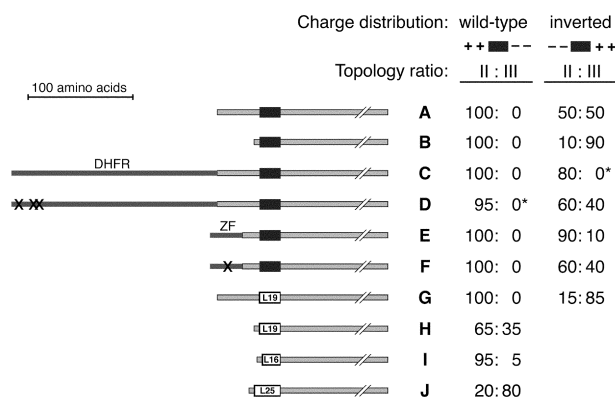 Charge distribution: wild-type inverted
+ + – – – – + +
Topology ratio: II : III II : III
100 amino acids
A 100: 0 50:50
B 100: 0 10:90
DHFR
C 100: 0 80: 0*
X XX D 95: 0* 60:40
ZF
E 100: 0 90:10
X F 100: 0 60:40
L19 G 100: 0 15:85
L19 H 65:35
L16 I 95: 5
L25 J 20:80